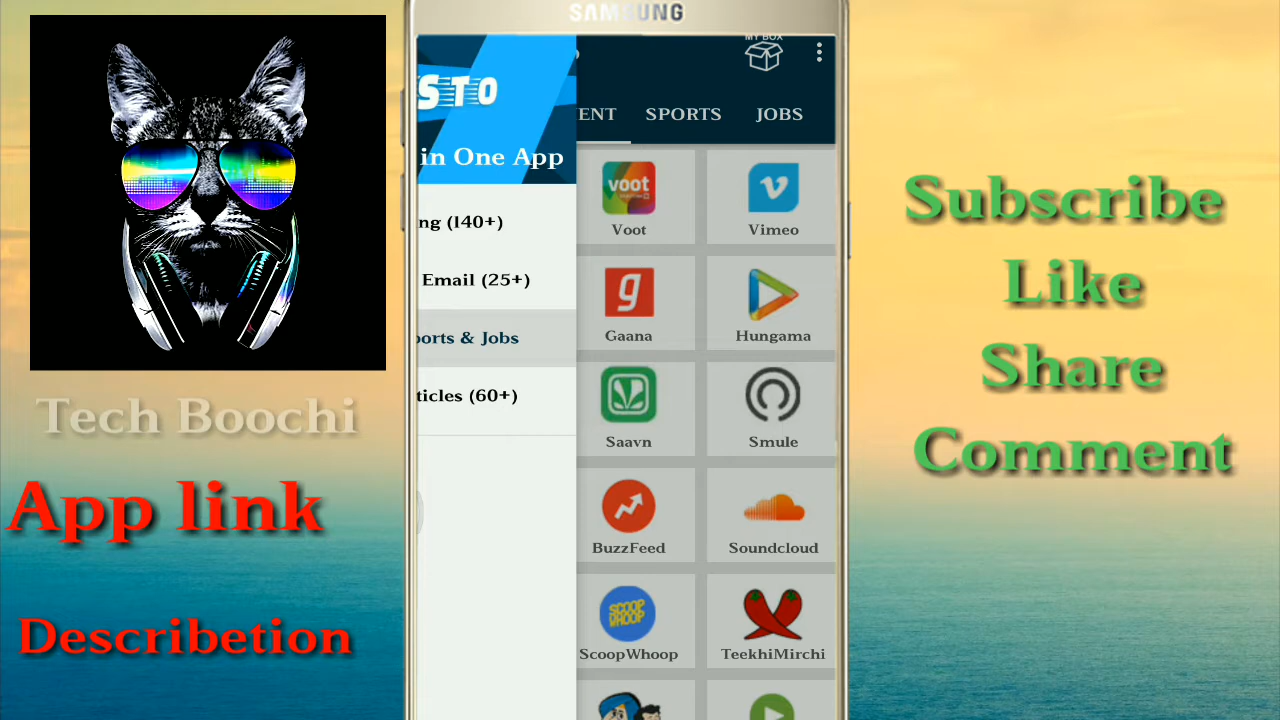 Tech Boochi
App link
Describetion
SAMSUNG
STO
in One App
ng (140+)
Email (25+)
orts & Jobs
ticles (60+)
MY BOX
ENT SPORTS JOBS
voot
Voot
Vimeo
g
Gaana
Hungama
Saavn
Smule
BuzzFeed
Soundcloud
SCOOP
WHOOP
ScoopWhoop
TeekhiMirchi
Subscribe
Like
Share
Comment